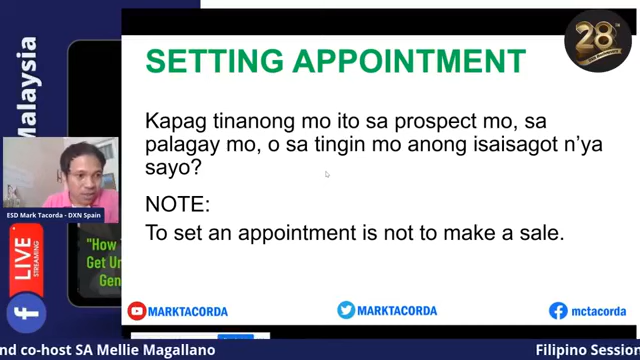 SETTING APPOINTMENT
28
Kapag tinanong mo ito sa prospect mo, sa
palagay mo, o sa tingin mo anong isaisagot n'ya
sayo?
NOTE:
To set an appointment is not to make a sale.
Malaysia
ESD Mark Tacorda - DXN Spain
LIVE
STREAMING
"How
Get
f
MARKTACORDA
MARKTACORDA
mctacorda
nd co-host SA Mellie Magallano
Filipino Session